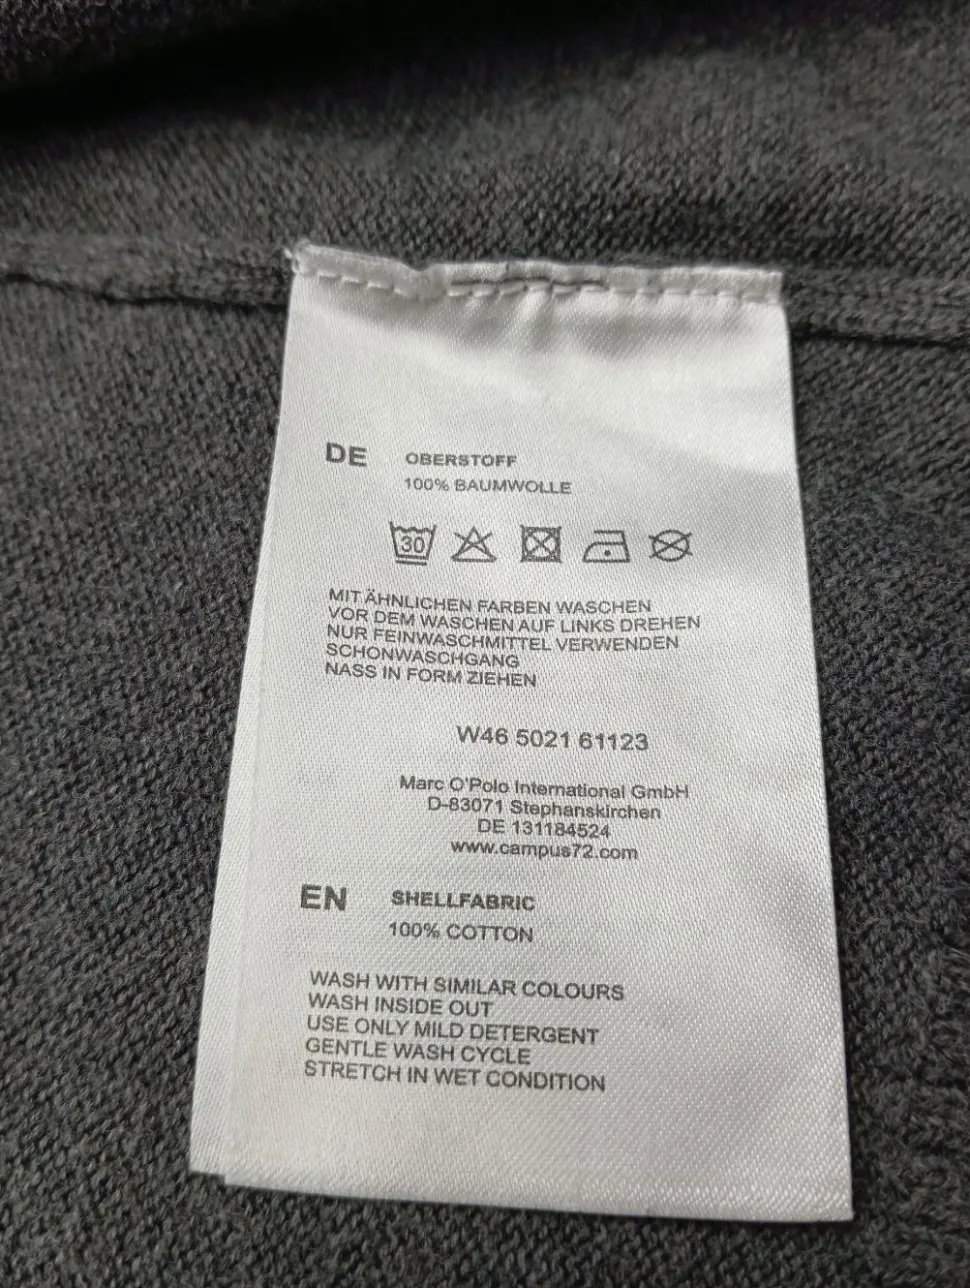 DE OBERSTOFF
100% BAUMWOLLE
30
MIT ÄHNLICHEN FARBEN WASCHEN
VOR DEM WASCHEN AUF LINKS DREHEN
NUR FEINWASCHMITTEL VERWENDEN
SCHONWASCHGANG
NASS IN FORM ZIEHEN
W46 5021 61123
Marc O'Polo International GmbH
D-83071 Stephanskirchen
DE 131184524
www.campus72.com
EN SHELLFABRIC
100% COTTON
WASH WITH SIMILAR COLOURS
WASH INSIDE OUT
USE ONLY MILD DETERGENT
GENTLE WASH CYCLE
STRETCH IN WET CONDITION